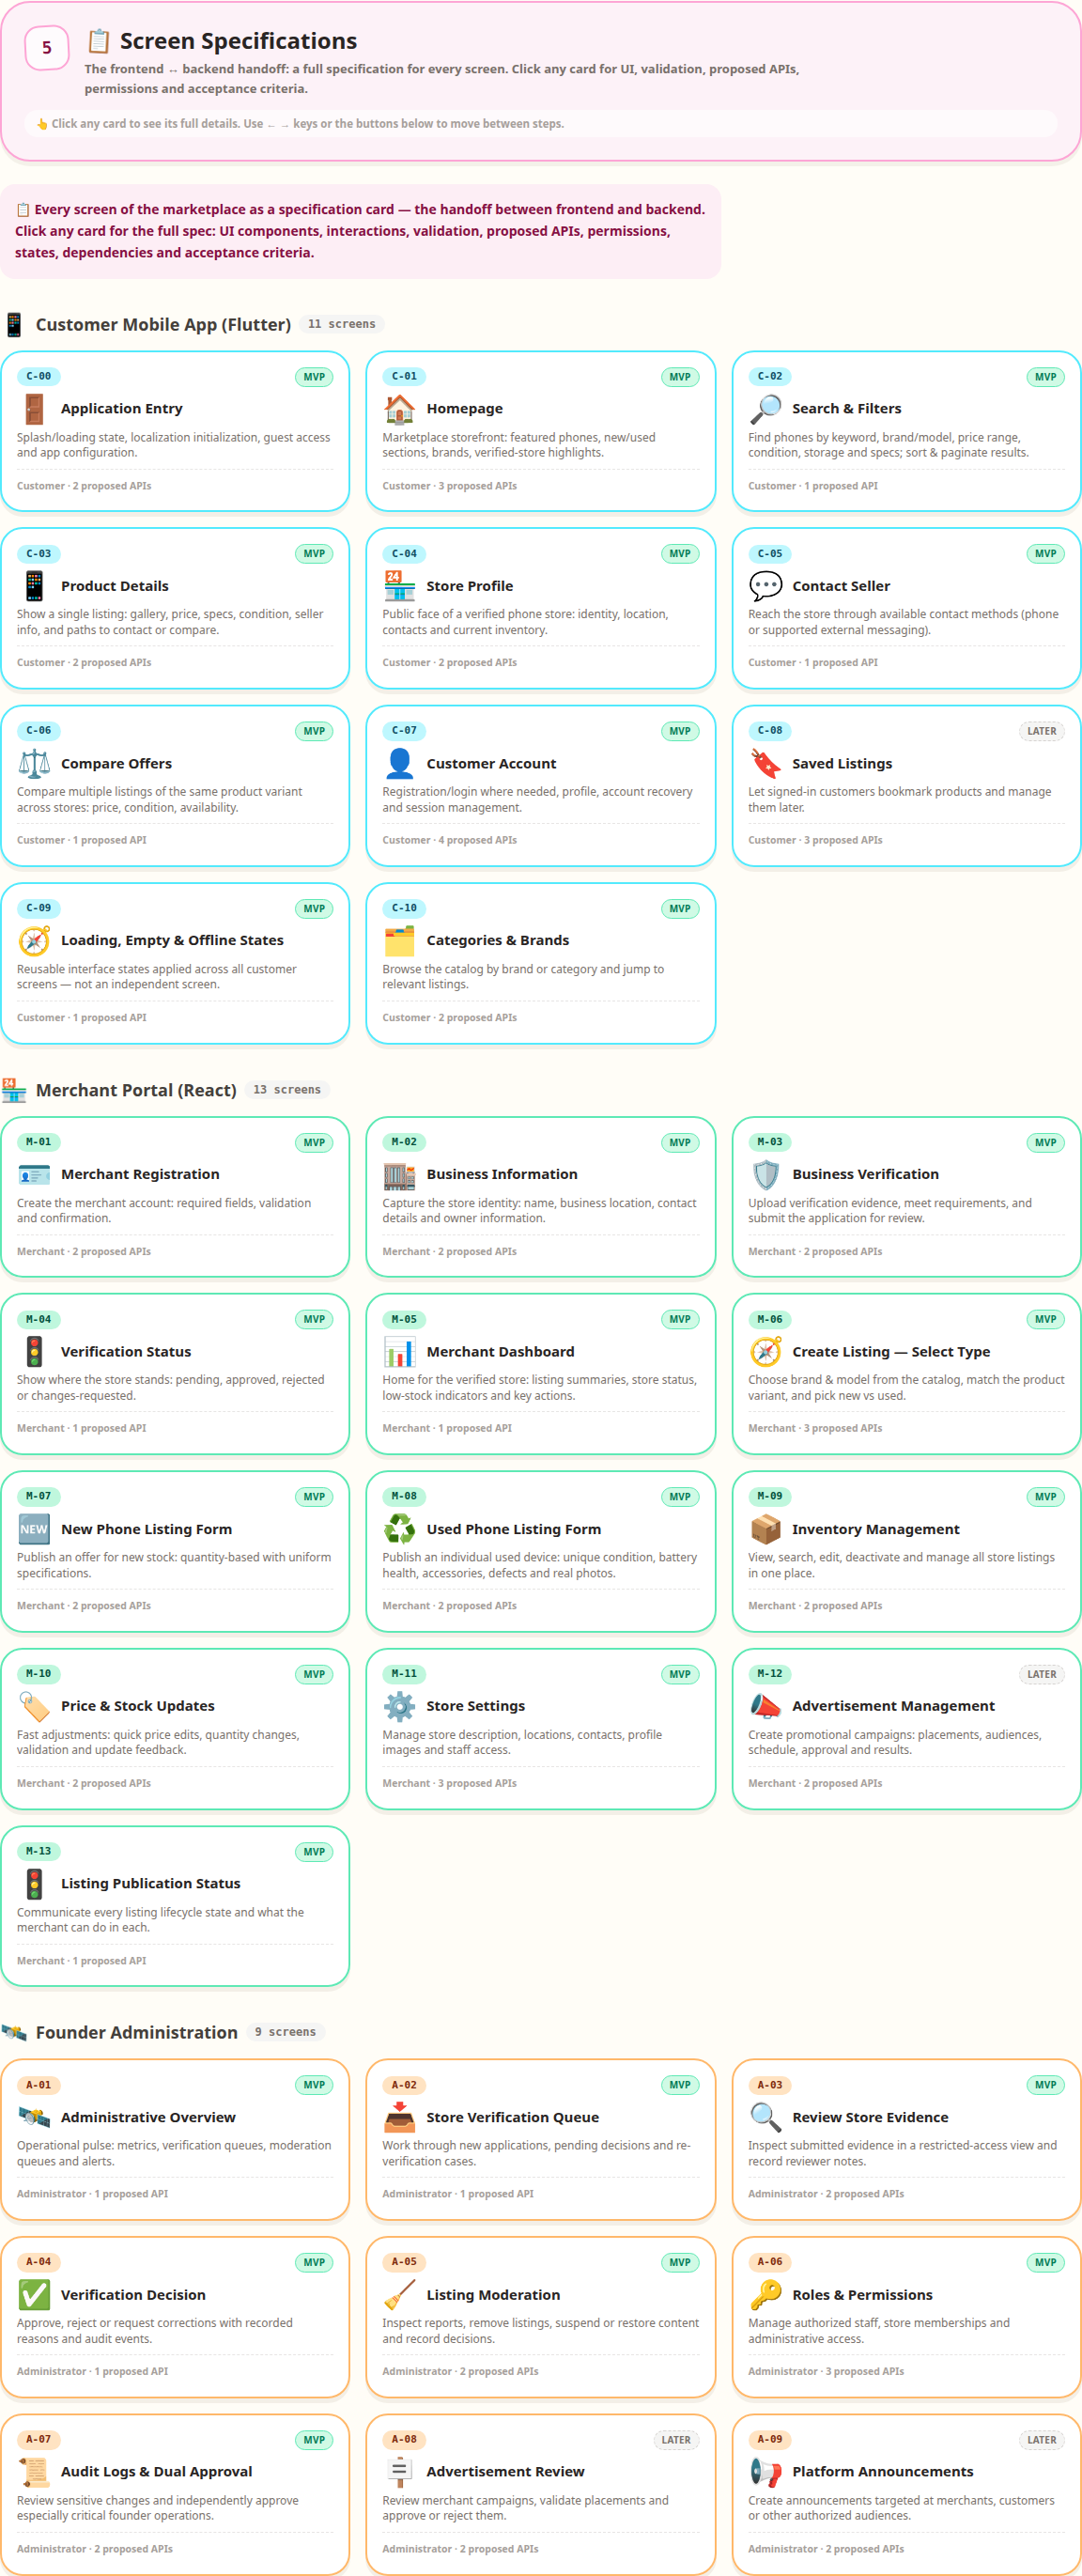 5
📋 Screen Specifications
The frontend ↔ backend handoff: a full specification for every screen. Click any card for UI, validation, proposed APIs,
permissions and acceptance criteria.
👆 Click any card to see its full details. Use ← → keys or the buttons below to move between steps.
📋 Every screen of the marketplace as a specification card — the handoff between frontend and backend.
Click any card for the full spec: UI components, interactions, validation, proposed APIs, permissions,
states, dependencies and acceptance criteria.
Customer Mobile App (Flutter) 11 screens
C-00 MVP
Application Entry
Splash/loading state, localization initialization, guest access
and app configuration.
Customer · 2 proposed APIs
C-01 MVP
Homepage
Marketplace storefront: featured phones, new/used
sections, brands, verified-store highlights.
Customer · 3 proposed APIs
C-02 MVP
Search & Filters
Find phones by keyword, brand/model, price range,
condition, storage and specs; sort & paginate results.
Customer · 1 proposed API
C-03 MVP
Product Details
Show a single listing: gallery, price, specs, condition, seller
info, and paths to contact or compare.
Customer · 2 proposed APIs
C-04 MVP
Store Profile
Public face of a verified phone store: identity, location,
contacts and current inventory.
Customer · 2 proposed APIs
C-05 MVP
Contact Seller
Reach the store through available contact methods (phone
or supported external messaging).
Customer · 1 proposed API
C-06 MVP
Compare Offers
Compare multiple listings of the same product variant
across stores: price, condition, availability.
Customer · 1 proposed API
C-07 MVP
Customer Account
Registration/login where needed, profile, account recovery
and session management.
Customer · 4 proposed APIs
C-08 LATER
Saved Listings
Let signed-in customers bookmark products and manage
them later.
Customer · 3 proposed APIs
C-09 MVP
Loading, Empty & Offline States
Reusable interface states applied across all customer
screens — not an independent screen.
Customer · 1 proposed API
C-10 MVP
Categories & Brands
Browse the catalog by brand or category and jump to
relevant listings.
Customer · 2 proposed APIs
Merchant Portal (React) 13 screens
M-01 MVP
Merchant Registration
Create the merchant account: required fields, validation
and confirmation.
Merchant · 2 proposed APIs
M-02 MVP
Business Information
Capture the store identity: name, business location, contact
details and owner information.
Merchant · 2 proposed APIs
M-03 MVP
Business Verification
Upload verification evidence, meet requirements, and
submit the application for review.
Merchant · 2 proposed APIs
M-04 MVP
Verification Status
Show where the store stands: pending, approved, rejected
or changes-requested.
Merchant · 1 proposed API
M-05 MVP
Merchant Dashboard
Home for the verified store: listing summaries, store status,
low-stock indicators and key actions.
Merchant · 1 proposed API
M-06 MVP
Create Listing — Select Type
Choose brand & model from the catalog, match the product
variant, and pick new vs used.
Merchant · 3 proposed APIs
M-07 MVP
NEW New Phone Listing Form
Publish an offer for new stock: quantity-based with uniform
specifications.
Merchant · 2 proposed APIs
M-08 MVP
Used Phone Listing Form
Publish an individual used device: unique condition, battery
health, accessories, defects and real photos.
Merchant · 2 proposed APIs
M-09 MVP
Inventory Management
View, search, edit, deactivate and manage all store listings
in one place.
Merchant · 2 proposed APIs
M-10 MVP
Price & Stock Updates
Fast adjustments: quick price edits, quantity changes,
validation and update feedback.
Merchant · 2 proposed APIs
M-11 MVP
Store Settings
Manage store description, locations, contacts, profile
images and staff access.
Merchant · 3 proposed APIs
M-12 LATER
Advertisement Management
Create promotional campaigns: placements, audiences,
schedule, approval and results.
Merchant · 2 proposed APIs
M-13 MVP
Listing Publication Status
Communicate every listing lifecycle state and what the
merchant can do in each.
Merchant · 1 proposed API
Founder Administration 9 screens
A-01 MVP
Administrative Overview
Operational pulse: metrics, verification queues, moderation
queues and alerts.
Administrator · 1 proposed API
A-02 MVP
Store Verification Queue
Work through new applications, pending decisions and re-
verification cases.
Administrator · 1 proposed API
A-03 MVP
Review Store Evidence
Inspect submitted evidence in a restricted-access view and
record reviewer notes.
Administrator · 2 proposed APIs
A-04 MVP
Verification Decision
Approve, reject or request corrections with recorded
reasons and audit events.
Administrator · 1 proposed API
A-05 MVP
Listing Moderation
Inspect reports, remove listings, suspend or restore content
and record decisions.
Administrator · 2 proposed APIs
A-06 MVP
Roles & Permissions
Manage authorized staff, store memberships and
administrative access.
Administrator · 3 proposed APIs
A-07 MVP
Audit Logs & Dual Approval
Review sensitive changes and independently approve
especially critical founder operations.
Administrator · 2 proposed APIs
A-08 LATER
Advertisement Review
Review merchant campaigns, validate placements and
approve or reject them.
Administrator · 2 proposed APIs
A-09 LATER
Platform Announcements
Create announcements targeted at merchants, customers
or other authorized audiences.
Administrator · 2 proposed APIs